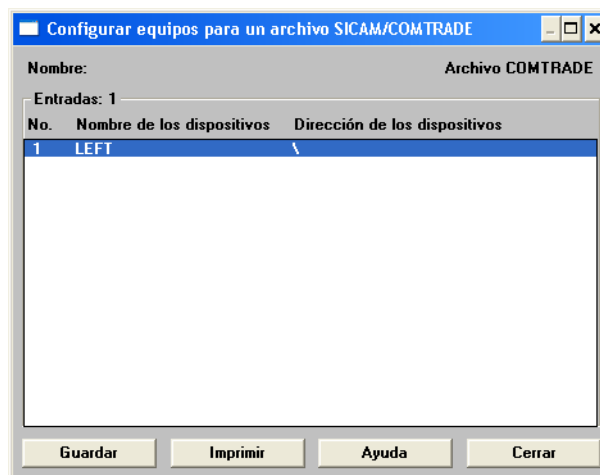 Configurar equipos para un archivo SICAM/COMTRADE
Nombre: Archivo COMTRADE
Entradas: 1
No. Nombre de los dispositivos Dirección de los dispositivos
1 LEFT \
Guardar Imprimir Ayuda Cerrar